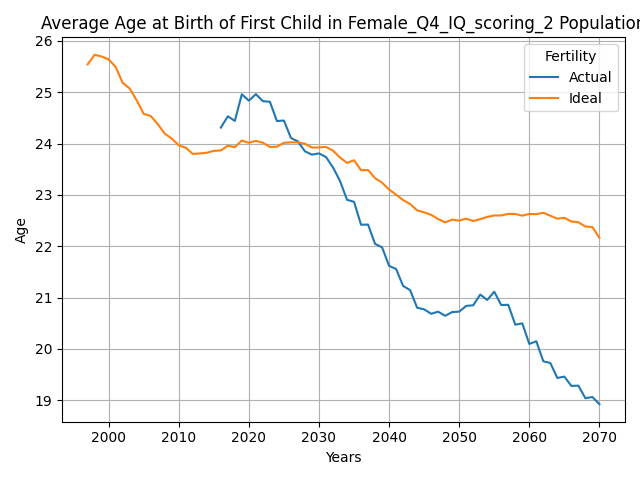 Average Age at Birth of First Child in Female_Q4_IQ_scoring_2 Population
Fertility
Actual
Ideal
Age
26
25
24
23
22
21
20
19
2000 2010 2020 2030 2040 2050 2060 2070
Years